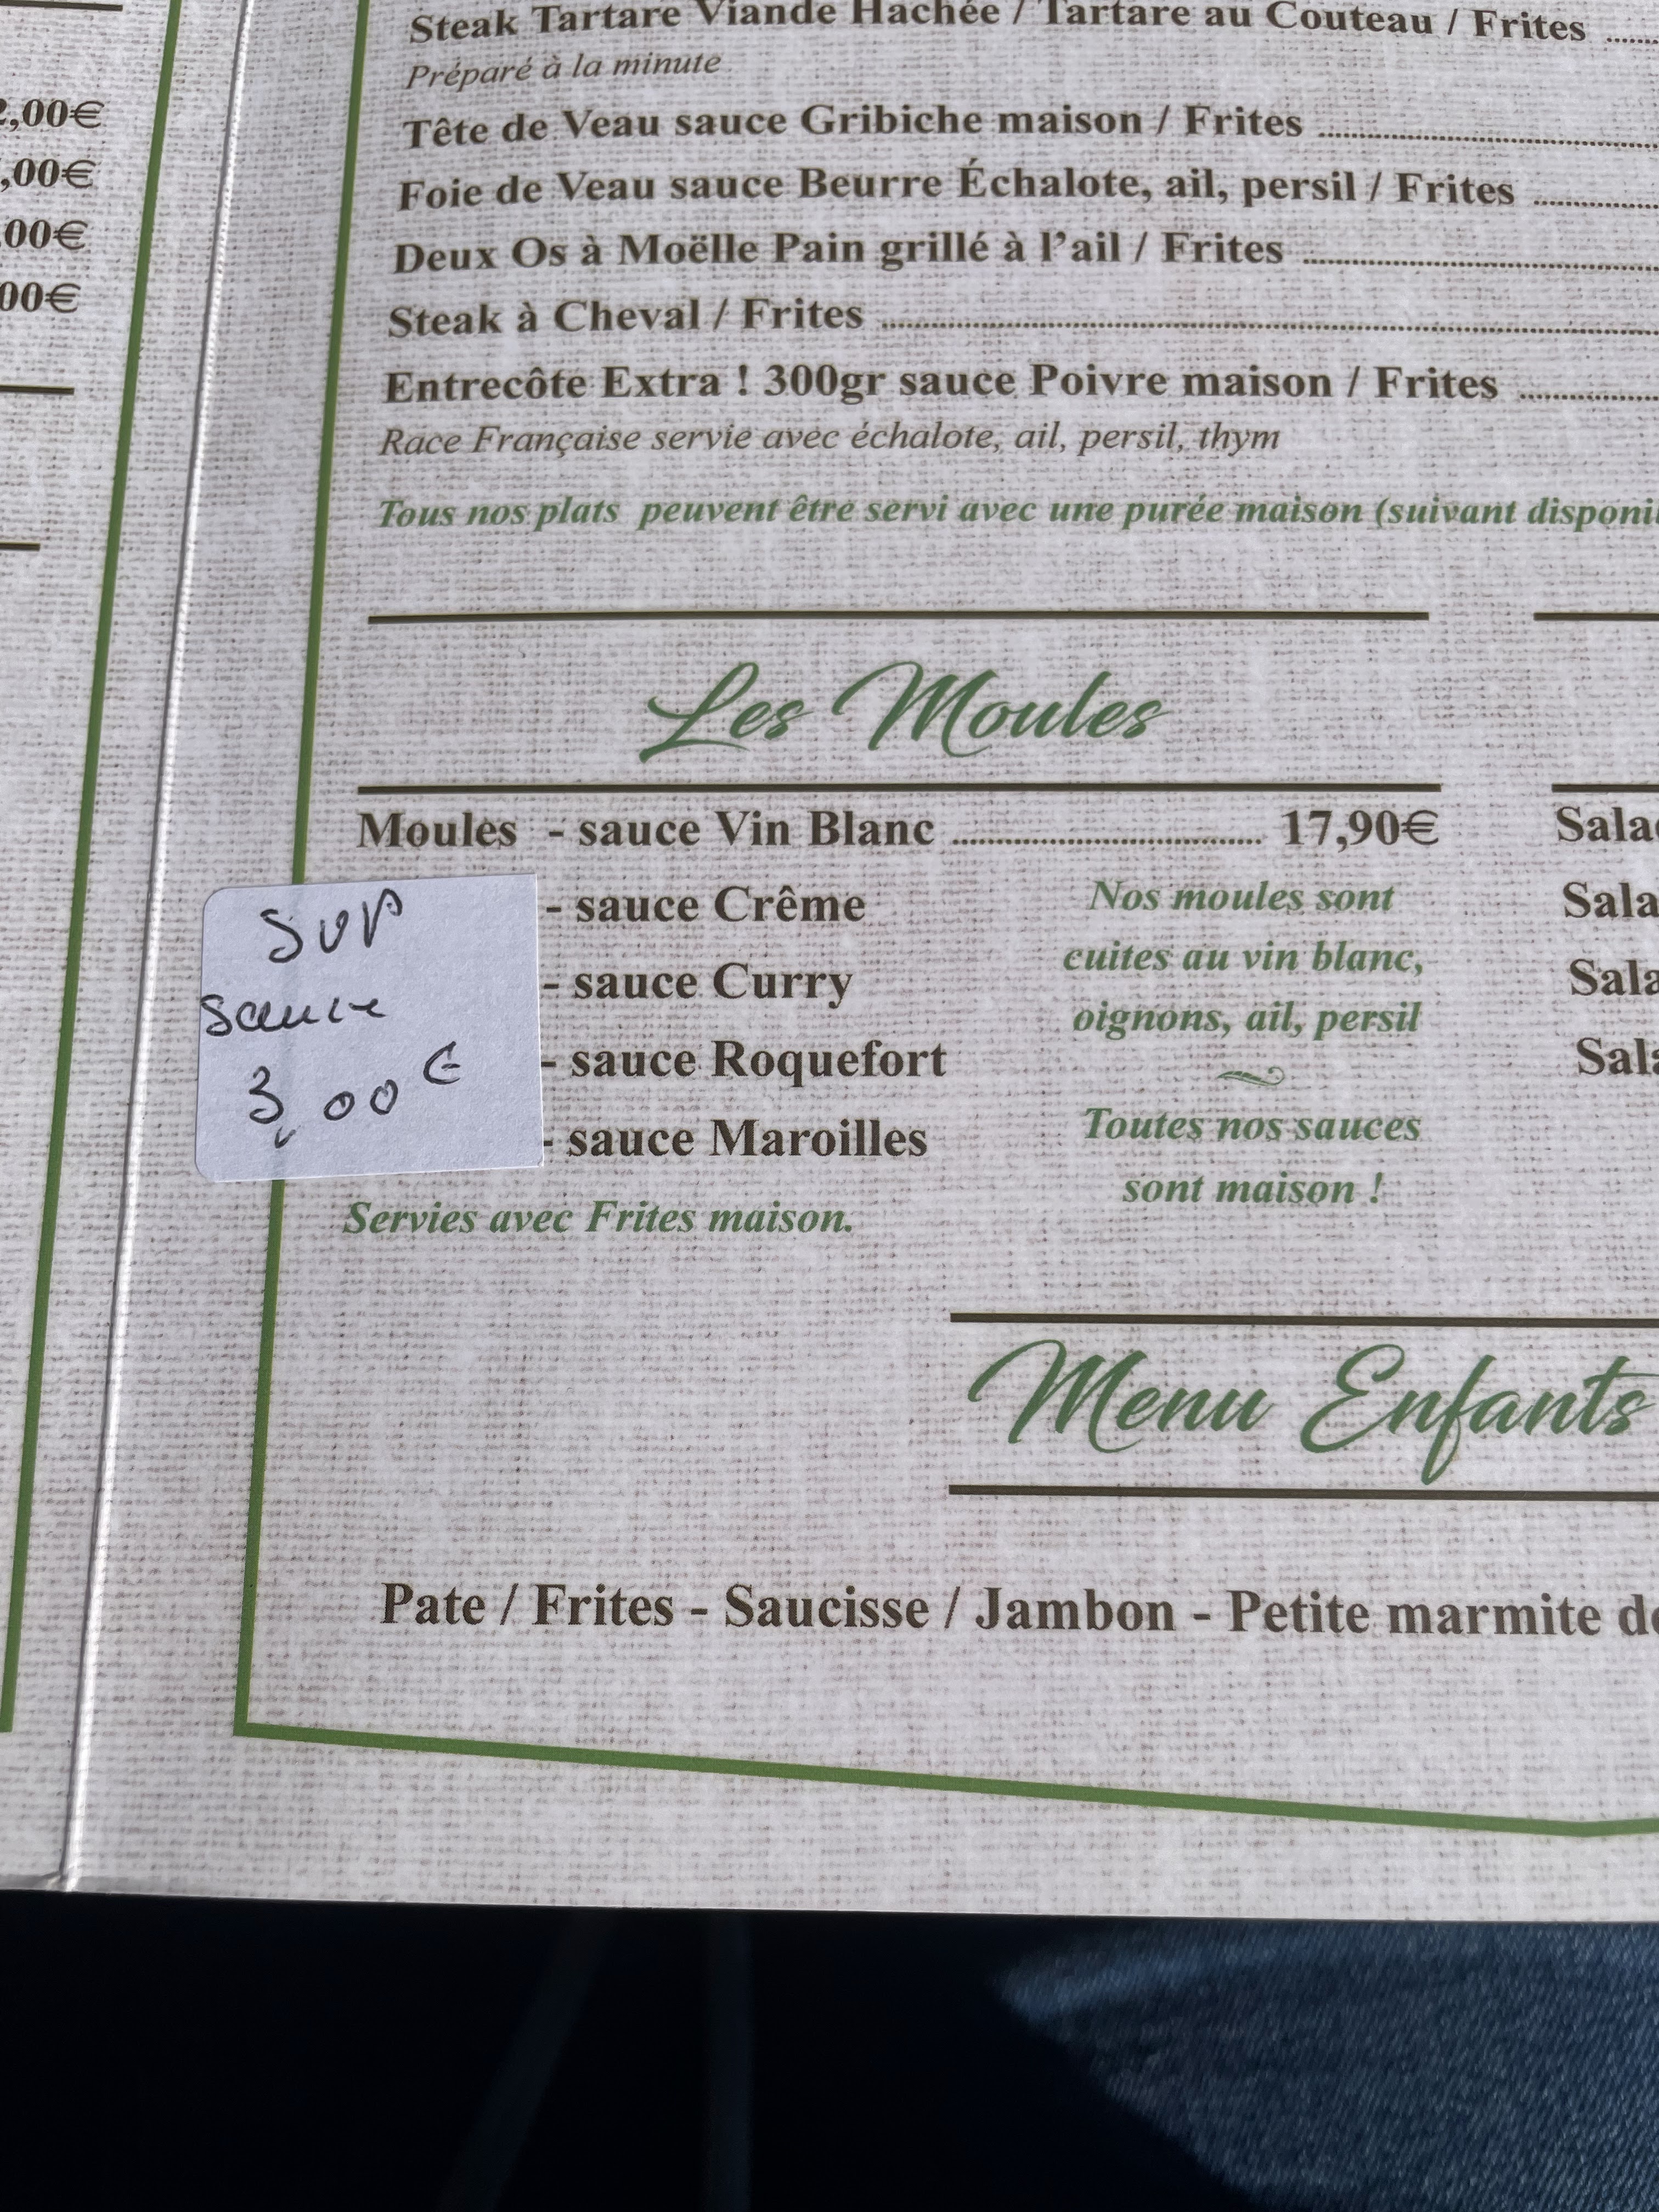 Steak Tartare Viande Hachée / Tartare au Couteau / Frites
Préparé à la minute
Tête de Veau sauce Gribiche maison / Frites
Foie de Veau sauce Beurre Échalote, ail, persil / Frites
Deux Os à Moëlle Pain grillé à l'ail / Frites
Steak à Cheval / Frites
Entrecôte Extra ! 300gr sauce Poivre maison / Frites
Race Française servie avec échalote, ail, persil, thym
Tous nos plats peuvent être servi avec une purée maison (suivant
Les Moules
Moules - sauce Vin Blanc 17,90€
- sauce Crême
- sauce Curry
- sauce Roquefort
- sauce Maroilles
Servies avec Frites maison.
Nos moules sont
cuites au vin blanc,
oignons, ail, persil
Toutes nos sauces
sont maison !
sup
sauce
3,00€
Menu Enfants
Pate / Frites - Saucisse / Jambon - Petite marmite